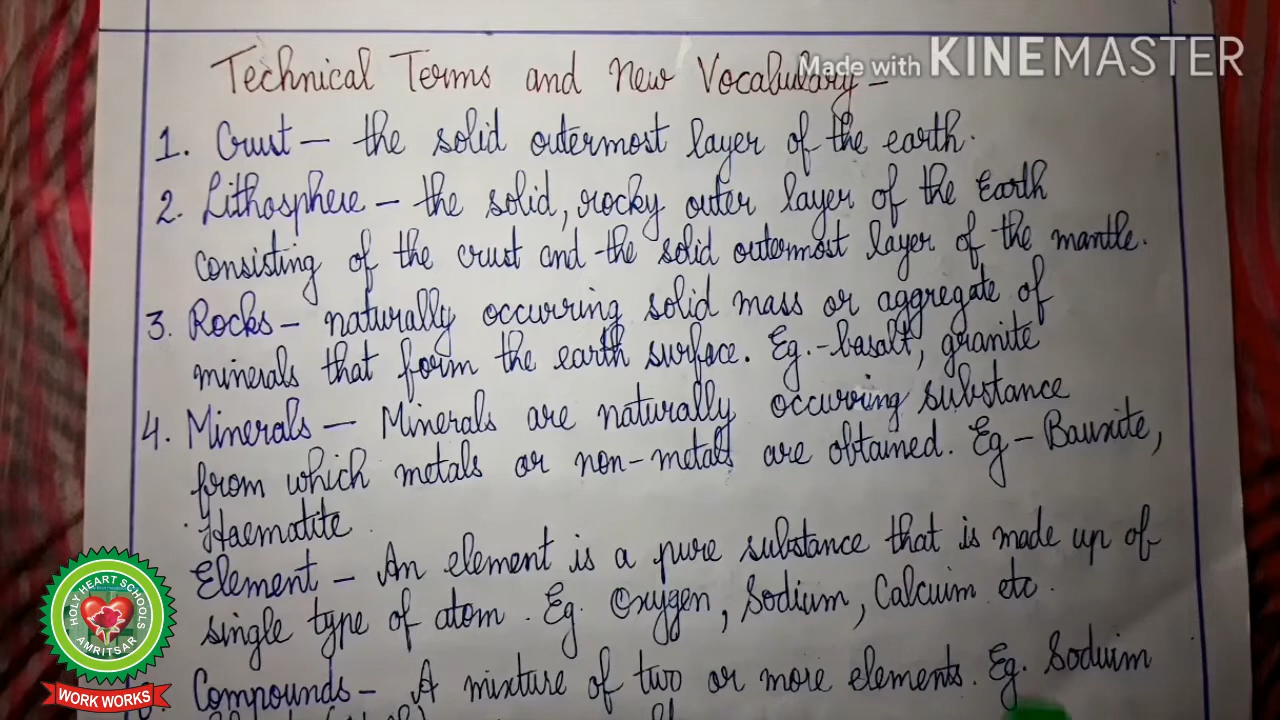 Made with KINEMASTER
Technical Terms and New Vocabulary –
1. Crust – the solid outermost layer of the earth.
2. Lithosphere – the solid, rocky outer layer of the Earth
consisting of the crust and the solid outermost layer of the mantle.
3. Rocks – naturally occurring solid mass or aggregate of
minerals that form the earth surface. Eg.-basalt, granite
4. Minerals – Minerals are naturally occurring substance
from which metals or non-metals are obtained. Eg – Bauxite,
Haematite
Element – An element is a pure substance that is made up of
single type of atom. Eg. Oxygen, Sodium, Calcuim etc.
Compounds – A mixture of two or more elements. Eg. Soduim
HOLY HEART SCHOOLS
AMRITSAR
WORK WORKS